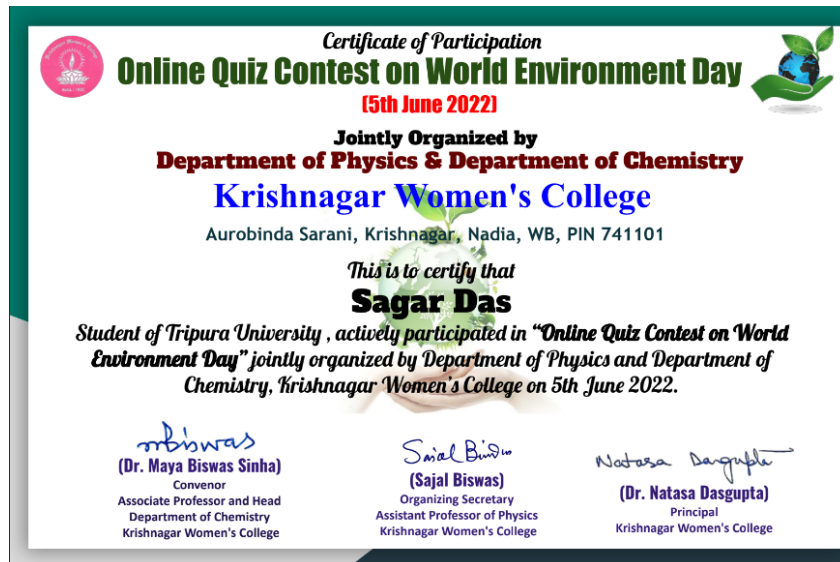 Certificate of Participation
Online Quiz Contest on World Environment Day
(5th June 2022)
Jointly Organized by
Department of Physics & Department of Chemistry
Krishnagar Women's College
Aurobinda Sarani, Krishnagar, Nadia, WB, PIN 741101
This is to certify that
Sagar Das
Student of Tripura University , actively participated in “Online Quiz Contest on World
Environment Day” jointly organized by Department of Physics and Department of
Chemistry, Krishnagar Women's College on 5th June 2022.
mbiswas
(Dr. Maya Biswas Sinha)
Convenor
Associate Professor and Head
Department of Chemistry
Krishnagar Women's College
Sajal Biswas
(Sajal Biswas)
Organizing Secretary
Assistant Professor of Physics
Krishnagar Women's College
Natasa Dasgupta
(Dr. Natasa Dasgupta)
Principal
Krishnagar Women's College